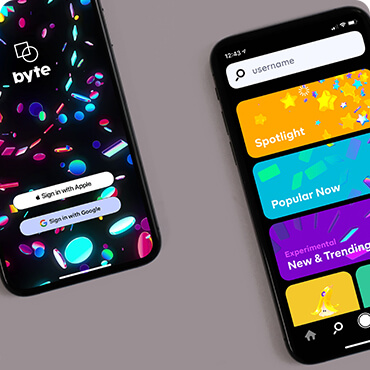 byte
Sign in with Apple
Sign in with Google
12:43
username
Spotlight
Popular Now
Experimental
New & Trending